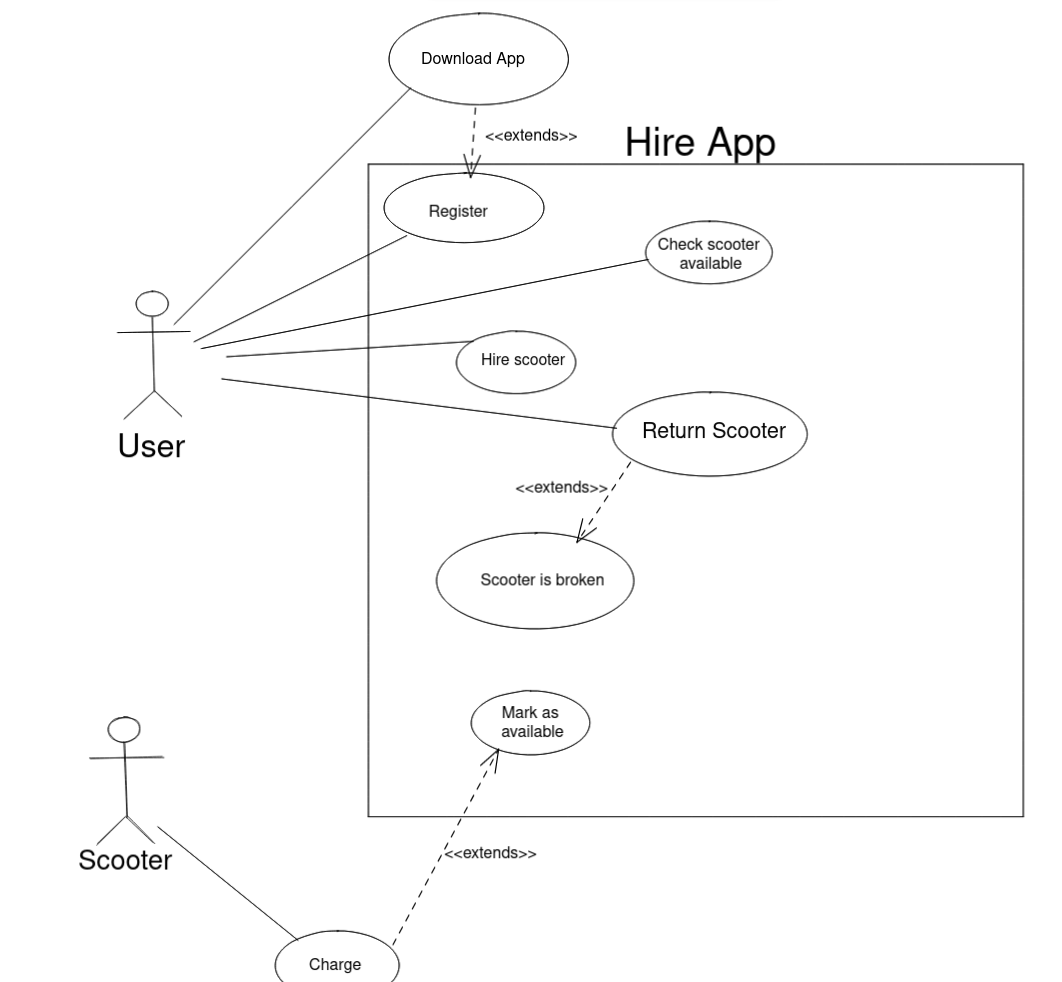 Download App
<<extends>>
Hire App
Register
Check scooter
available
Hire scooter
Return Scooter
User
<<extends>>
Scooter is broken
Mark as
available
Scooter
<<extends>>
Charge